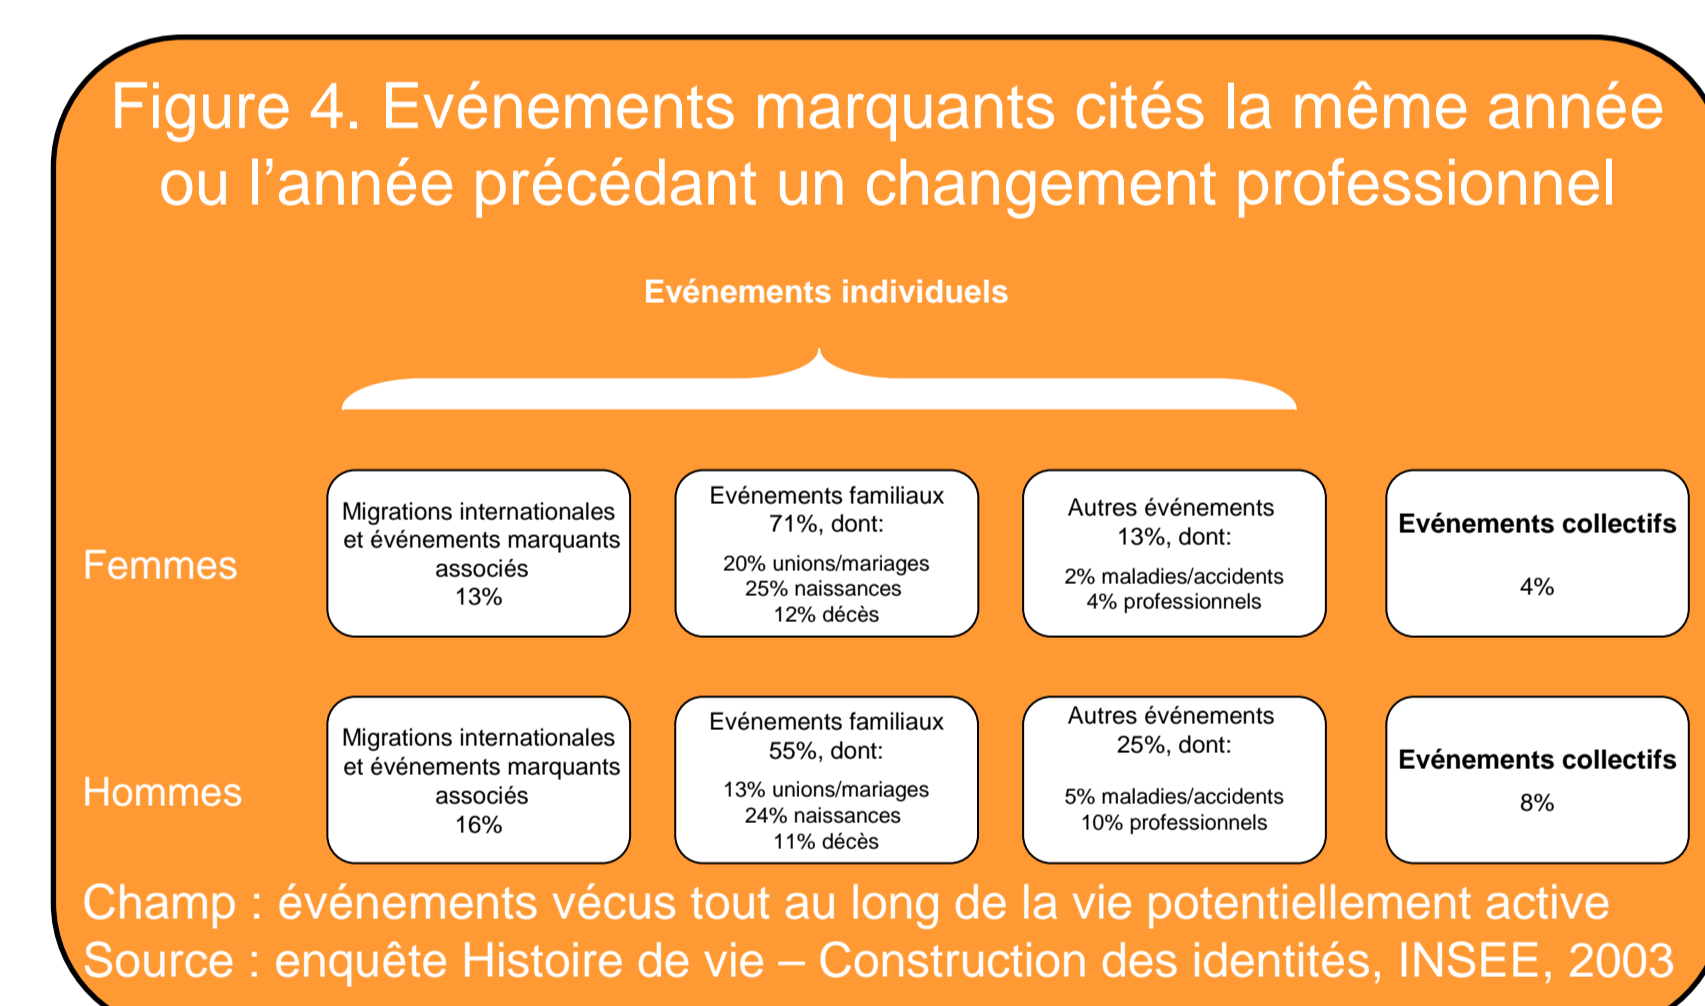 Figure 4. Evénements marquants cités la même année
ou l’année précédant un changement professionnel
Evénements individuels
Femmes
Migrations internationales
et événements marquants
associés
13%
Evénements familiaux
71%, dont:
20% unions/mariages
25% naissances
12% décès
Autres événements
13%, dont:
2% maladies/accidents
4% professionnels
Evénements collectifs
4%
Hommes
Migrations internationales
et événements marquants
associés
16%
Evénements familiaux
55%, dont:
13% unions/mariages
24% naissances
11% décès
Autres événements
25%, dont:
5% maladies/accidents
10% professionnels
Evénements collectifs
8%
Champ : événements vécus tout au long de la vie potentiellement active
Source : enquête Histoire de vie – Construction des identités, INSEE, 2003